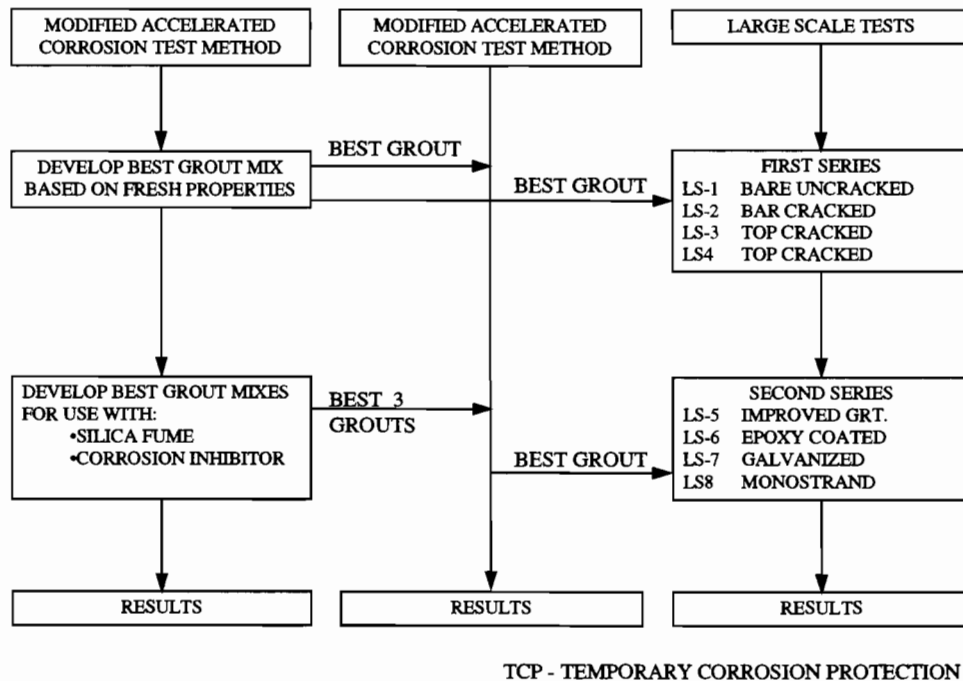 MODIFIED ACCELERATED
CORROSION TEST METHOD
MODIFIED ACCELERATED
CORROSION TEST METHOD
LARGE SCALE TESTS
DEVELOP BEST GROUT MIX
BASED ON FRESH PROPERTIES
BEST GROUT
BEST GROUT
FIRST SERIES
LS-1 BARE UNCRACKED
LS-2 BAR CRACKED
LS-3 TOP CRACKED
LS4 TOP CRACKED
DEVELOP BEST GROUT MIXES
FOR USE WITH:
•SILICA FUME
•CORROSION INHIBITOR
BEST 3
GROUTS
BEST GROUT
SECOND SERIES
LS-5 IMPROVED GRT.
LS-6 EPOXY COATED
LS-7 GALVANIZED
LS8 MONOSTRAND
RESULTS
RESULTS
RESULTS
TCP - TEMPORARY CORROSION PROTECTION